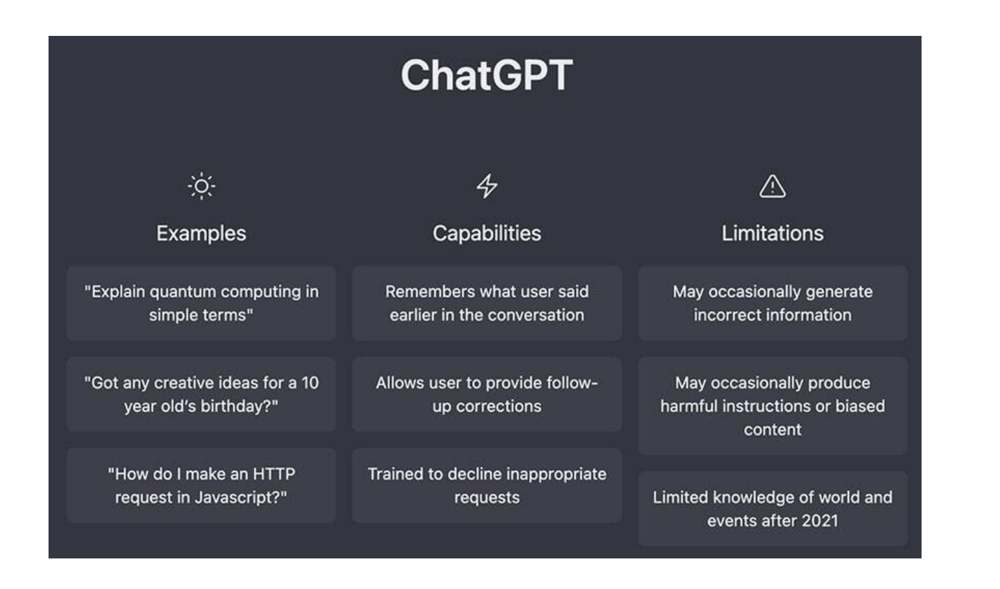 ChatGPT
Examples
"Explain quantum computing in
simple terms"
"Got any creative ideas for a 10
year old’s birthday?"
"How do I make an HTTP
request in Javascript?"
Capabilities
Remembers what user said
earlier in the conversation
Allows user to provide follow-
up corrections
Trained to decline inappropriate
requests
Limitations
May occasionally generate
incorrect information
May occasionally produce
harmful instructions or biased
content
Limited knowledge of world and
events after 2021